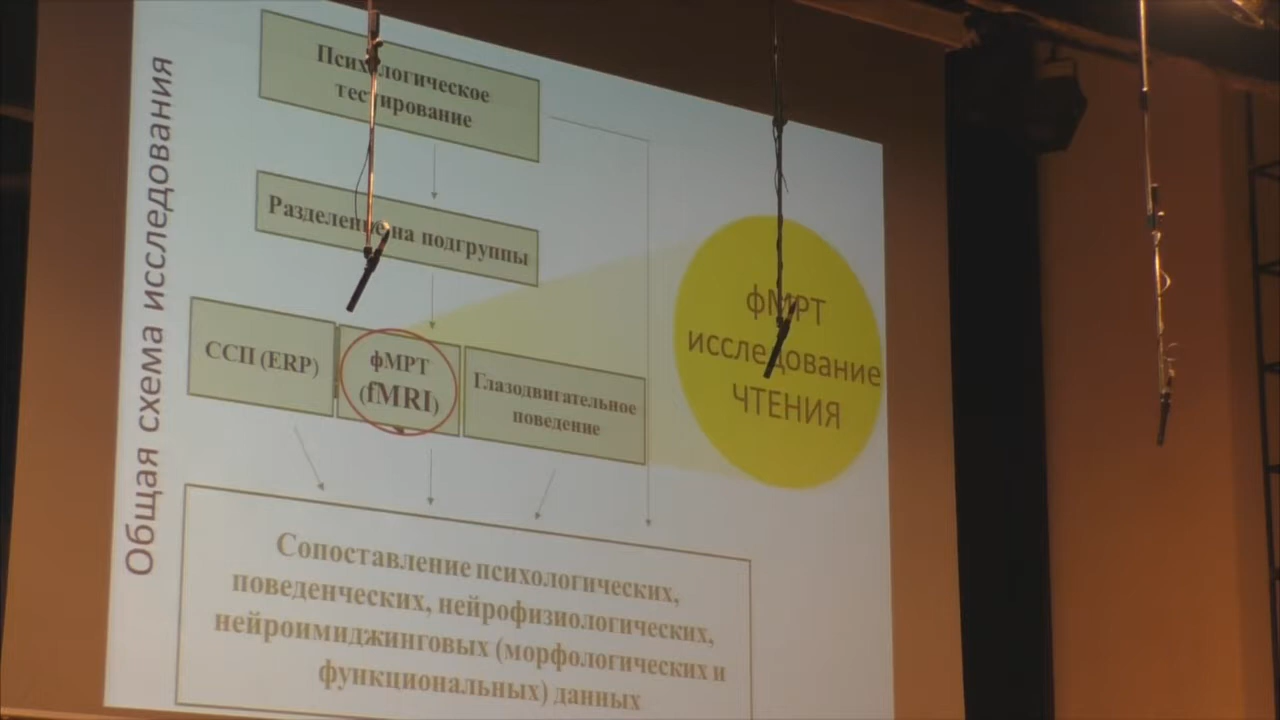 Общая схема исследования
Психологическое
тестирование
Разделение на подгруппы
ССП (ERP)
фМРТ
(fMRI)
Глазодвигательное
поведение
фМРТ
исследование
ЧТЕНИЯ
Сопоставление психологических,
поведенческих, нейрофизиологических,
нейроимиджинговых (морфологических и
функциональных) данных